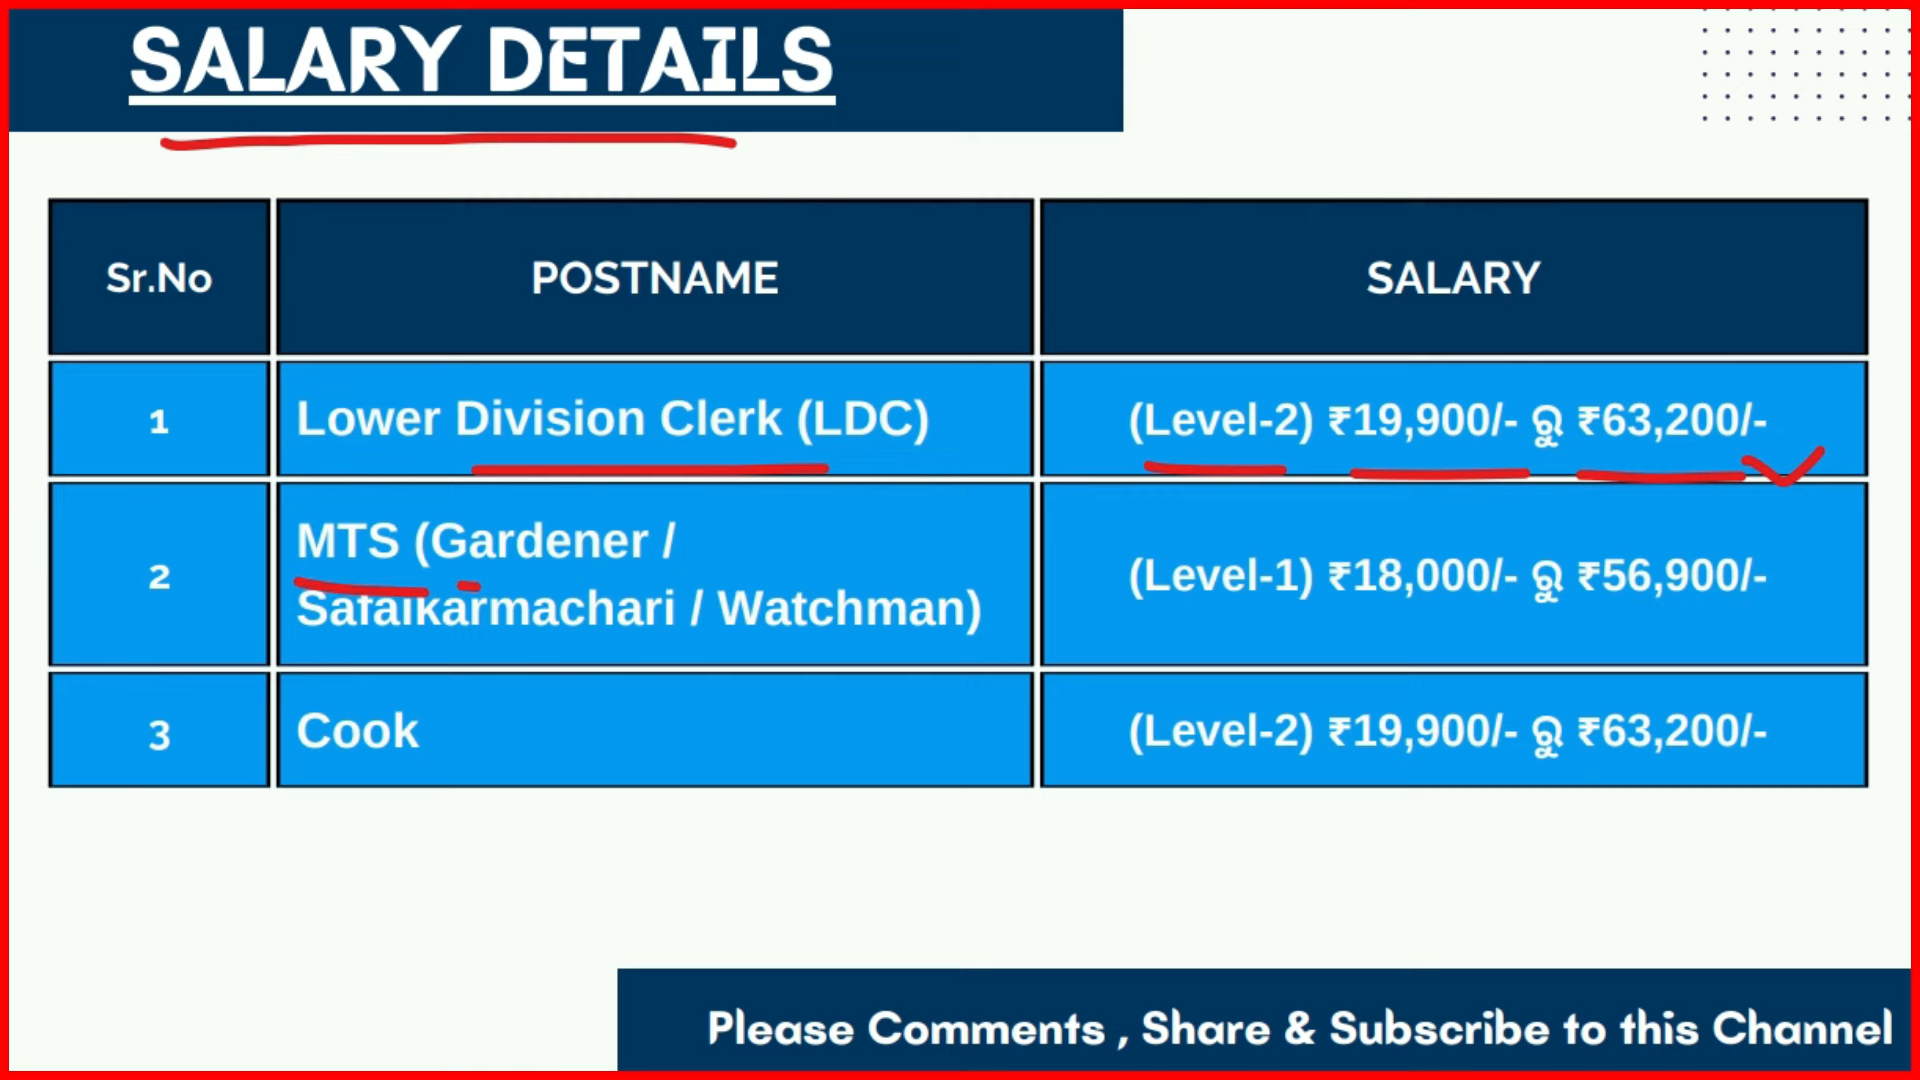 SALARY DETAILS
Sr.No POSTNAME SALARY
1 Lower Division Clerk (LDC) (Level-2) ₹19,900/- ରୁ ₹63,200/-
2 MTS (Gardener / Safaikarmachari / Watchman) (Level-1) ₹18,000/- ରୁ ₹56,900/-
3 Cook (Level-2) ₹19,900/- ରୁ ₹63,200/-
Please Comments , Share & Subscribe to this Channel